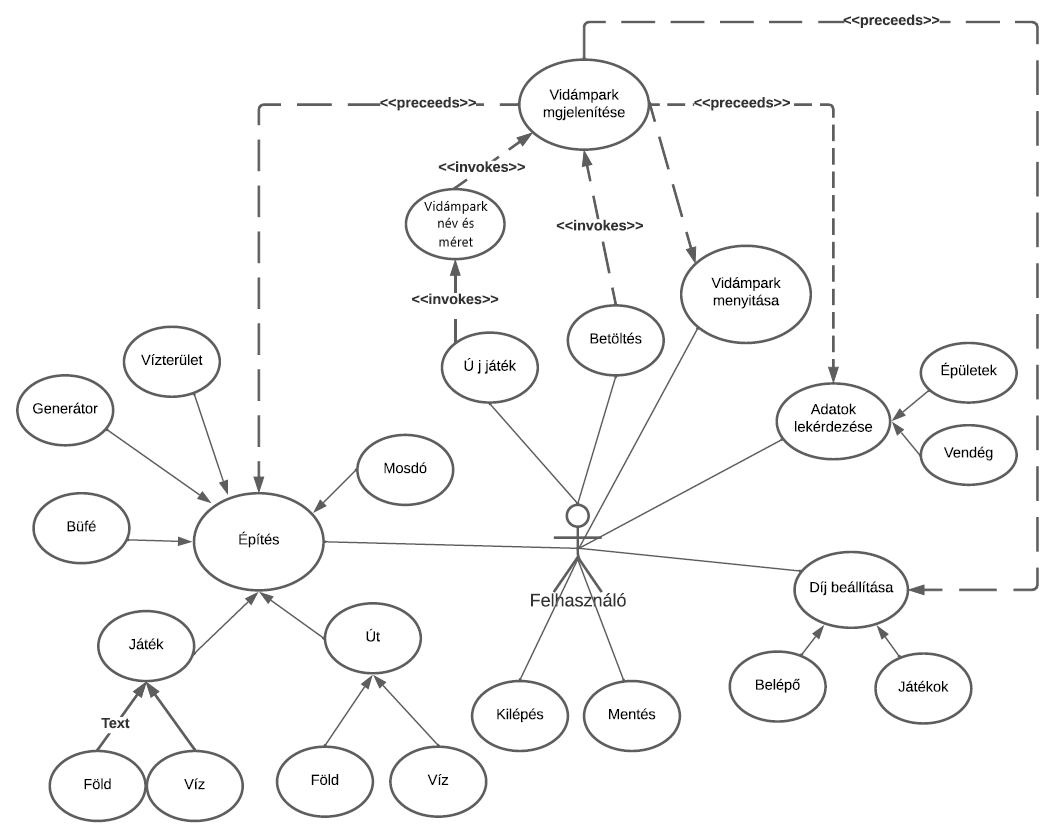 <<preceeds>>
Vidámpark
mgjelenítése
<<preceeds>>
<<preceeds>>
<<invokes>>
Vidámpark
név és
méret
<<invokes>>
Vidámpark
menyitása
<<invokes>>
Betöltés
Ú j játék
Vízterület
Épületek
Generátor
Adatok
lekérdezése
Vendég
Mosdó
Büfé
Építés
Díj beállítása
Felhasználó
Játék
Út
Belépő
Játékok
Kilépés
Mentés
Text
Föld
Víz
Föld
Víz